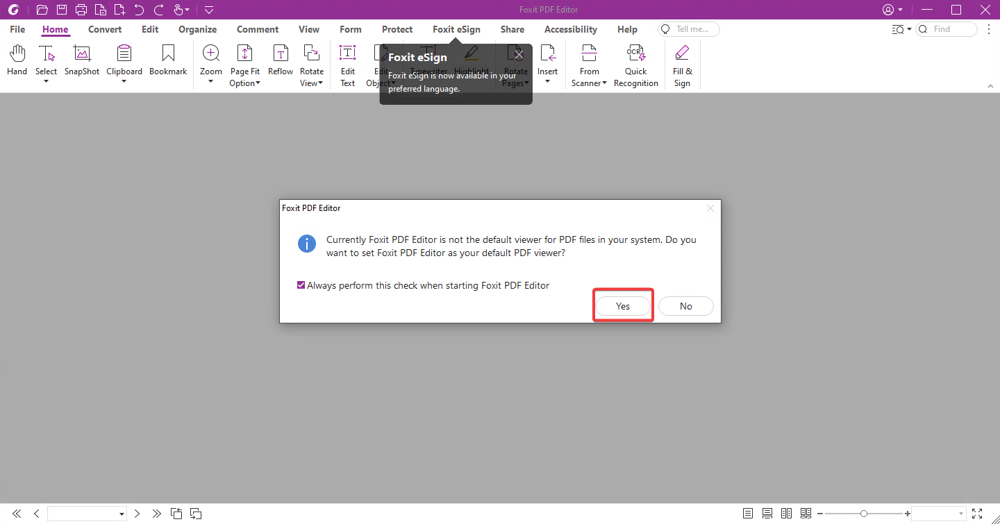 Foxit PDF Editor
File Home Convert Edit Organize Comment View Form Protect Foxit eSign Share Accessibility Help Tell me... Find
Hand Select SnapShot Clipboard Bookmark Zoom Page Fit Option Reflow Rotate View Edit Text Edit Object Typewriter Highlight Rotate Pages Insert From Scanner OCR Quick Recognition Fill & Sign
Foxit eSign
Foxit eSign is now available in your
preferred language.
Foxit PDF Editor
Currently Foxit PDF Editor is not the default viewer for PDF files in your system. Do you
want to set Foxit PDF Editor as your default PDF viewer?
Always perform this check when starting Foxit PDF Editor
Yes No